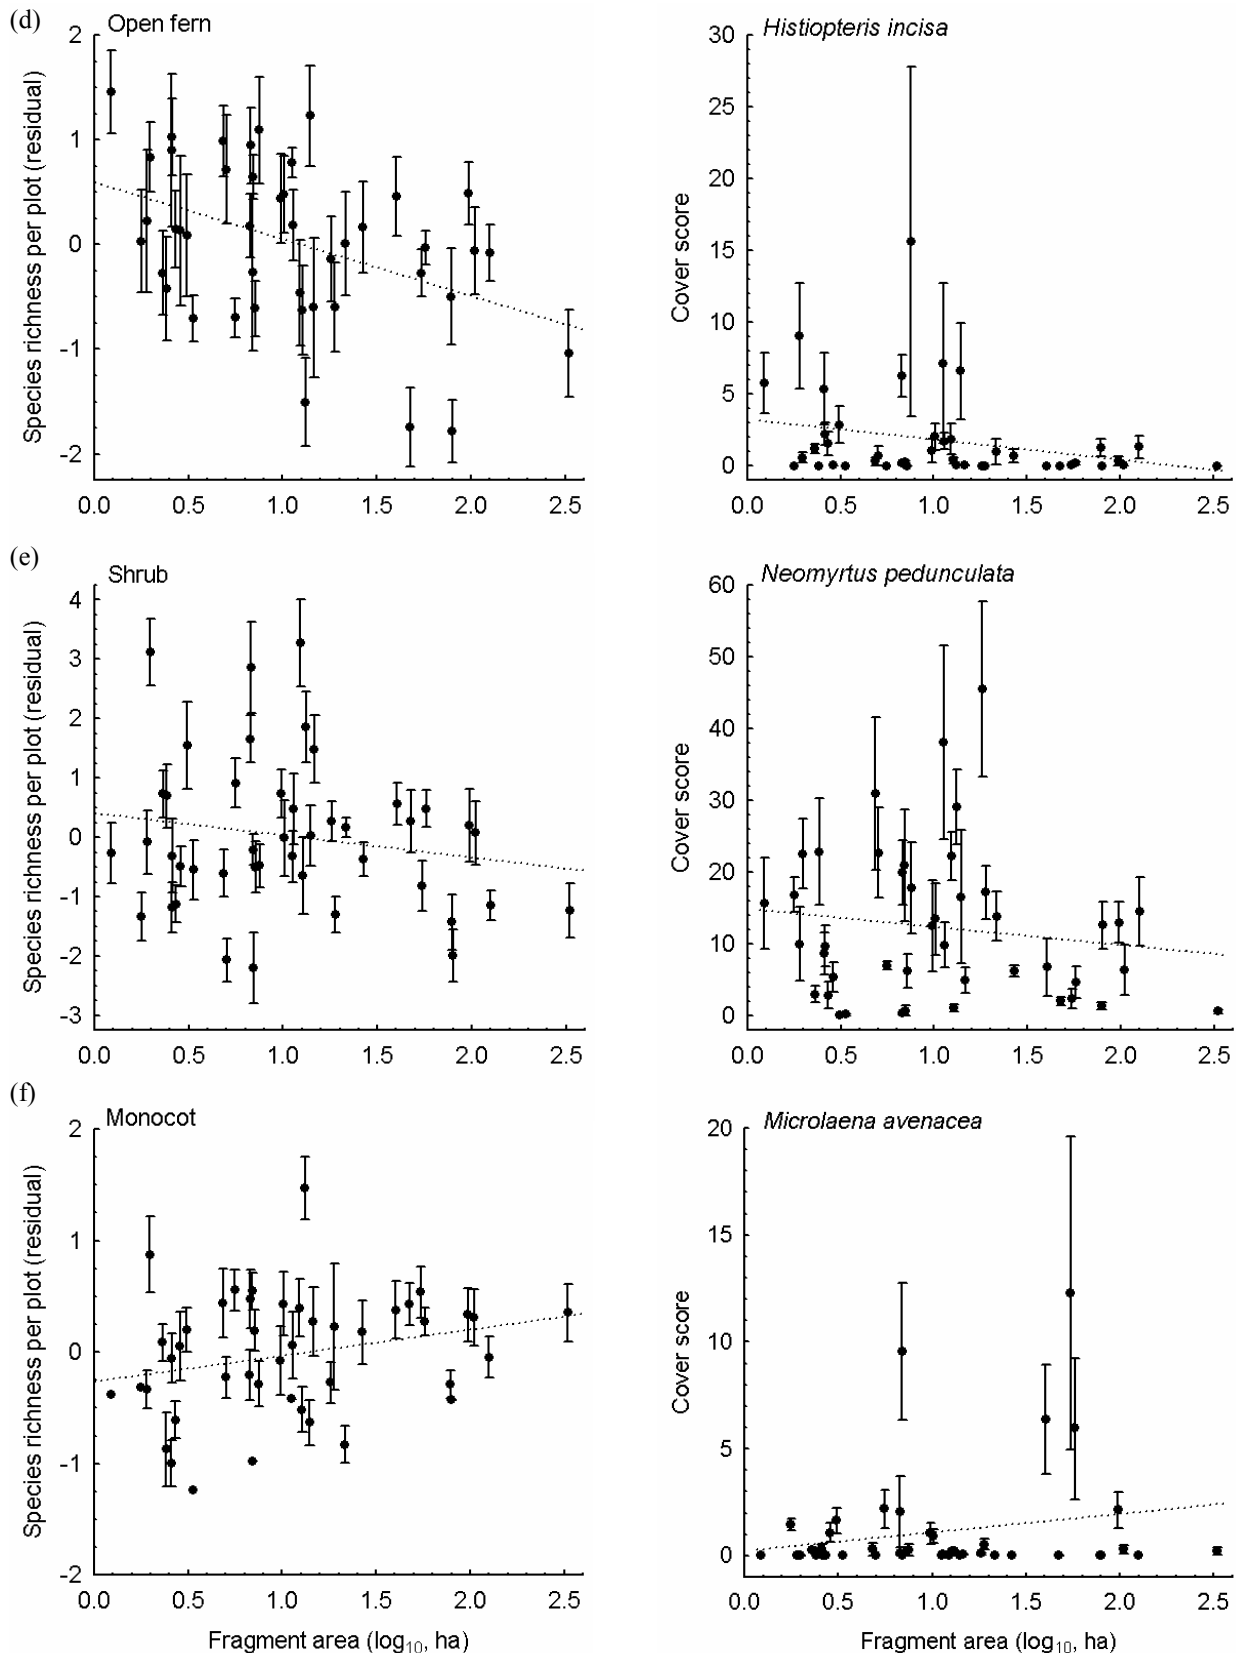 (d)
Open fern
Species richness per plot (residual)
2
1
0
-1
-2
0.0 0.5 1.0 1.5 2.0 2.5
Histiopteris incisa
Cover score
30
25
20
15
10
5
0
0.0 0.5 1.0 1.5 2.0 2.5
(e)
Shrub
Species richness per plot (residual)
4
3
2
1
0
-1
-2
-3
0.0 0.5 1.0 1.5 2.0 2.5
Neomyrtus pedunculata
Cover score
60
50
40
30
20
10
0
0.0 0.5 1.0 1.5 2.0 2.5
(f)
Monocot
Species richness per plot (residual)
2
1
0
-1
-2
0.0 0.5 1.0 1.5 2.0 2.5
Fragment area (log10, ha)
Microlaena avenacea
Cover score
20
15
10
5
0
0.0 0.5 1.0 1.5 2.0 2.5
Fragment area (log10, ha)